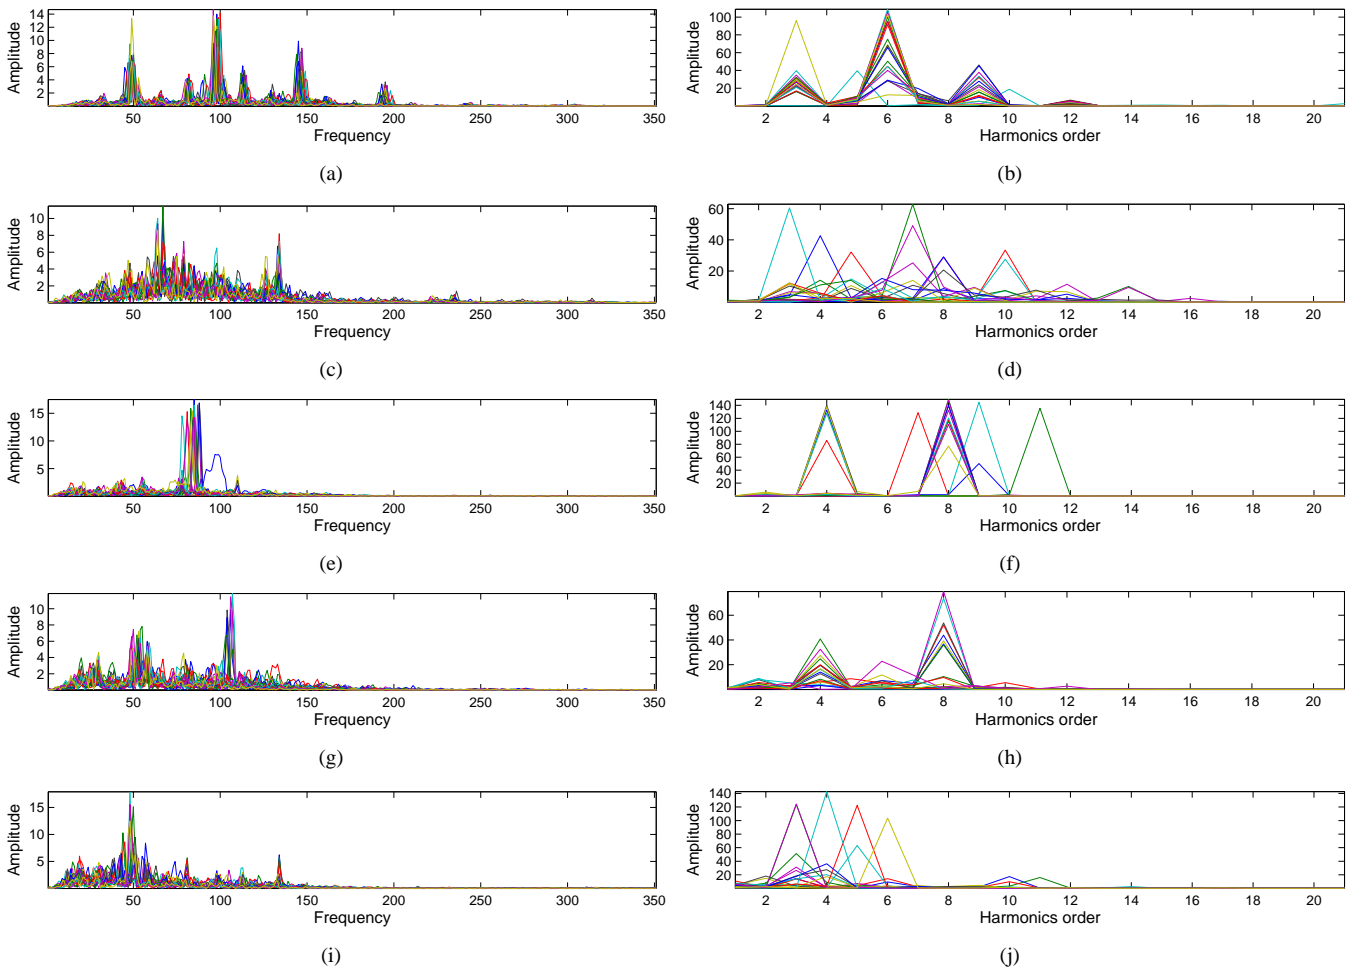 14
12
10
8
6
4
2
Amplitude
50 100 150 200 250 300 350
Frequency
(a)
100
80
60
40
20
Amplitude
2 4 6 8 10 12 14 16 18 20
Harmonics order
(b)
10
8
6
4
2
Amplitude
50 100 150 200 250 300 350
Frequency
(c)
60
40
20
Amplitude
2 4 6 8 10 12 14 16 18 20
Harmonics order
(d)
15
10
5
Amplitude
50 100 150 200 250 300 350
Frequency
(e)
140
120
100
80
60
40
20
Amplitude
2 4 6 8 10 12 14 16 18 20
Harmonics order
(f)
10
8
6
4
2
Amplitude
50 100 150 200 250 300 350
Frequency
(g)
60
40
20
Amplitude
2 4 6 8 10 12 14 16 18 20
Harmonics order
(h)
15
10
5
Amplitude
50 100 150 200 250 300 350
Frequency
(i)
140
120
100
80
60
40
20
Amplitude
2 4 6 8 10 12 14 16 18 20
Harmonics order
(j)